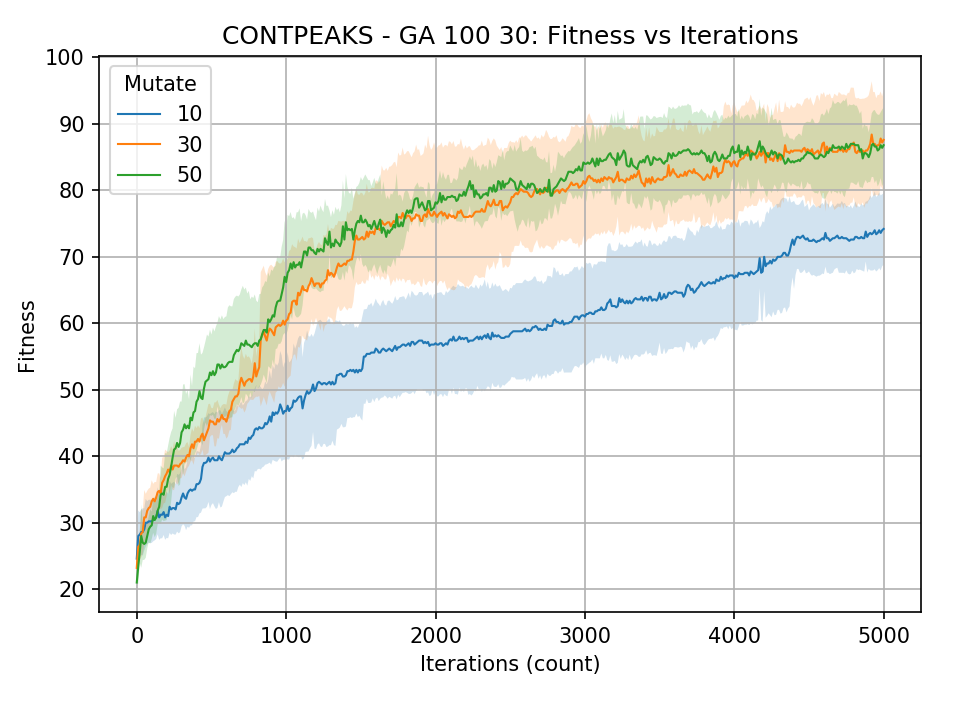 CONTPEAKS - GA 100 30: Fitness vs Iterations
Mutate
10
30
50
Fitness
100
90
80
70
60
50
40
30
20
0 1000 2000 3000 4000 5000
Iterations (count)